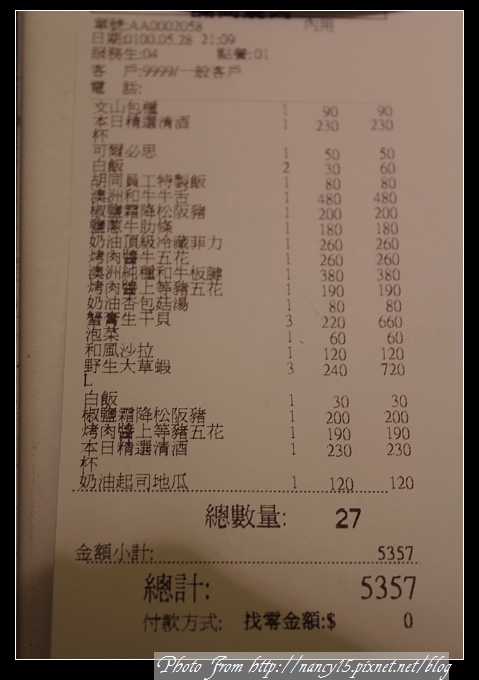 單號:AA0002058 內用
日期:0100.05.28 21:09
服務生:04 點餐:01
客 戶:9999/一般客戶
電 話:
文山包種 1 90 90
本日精選清酒 1 230 230
杯
可爾必思 1 50 50
白飯 2 30 60
胡同員工特製飯 1 80 80
澳洲和牛牛舌 1 480 480
椒鹽霜降松阪豬 1 200 200
鹽蔥牛肋條 1 180 180
奶油頂級冷藏菲力 1 260 260
烤肉醬牛五花 1 260 260
澳洲純種和牛板腱 1 380 380
烤肉醬上等豬五花 1 190 190
奶油杏包菇湯 1 80 80
蟹膏生干貝 3 220 660
泡菜 1 60 60
和風沙拉 1 120 120
野生大草蝦 3 240 720
L
白飯 1 30 30
椒鹽霜降松阪豬 1 200 200
烤肉醬上等豬五花 1 190 190
本日精選清酒 1 230 230
杯
奶油起司地瓜 1 120 120
總數量: 27
金額小計: 5357
總計: 5357
付款方式: 找零金額:$ 0
Photo From http://nancy15.pixnet.net/blog